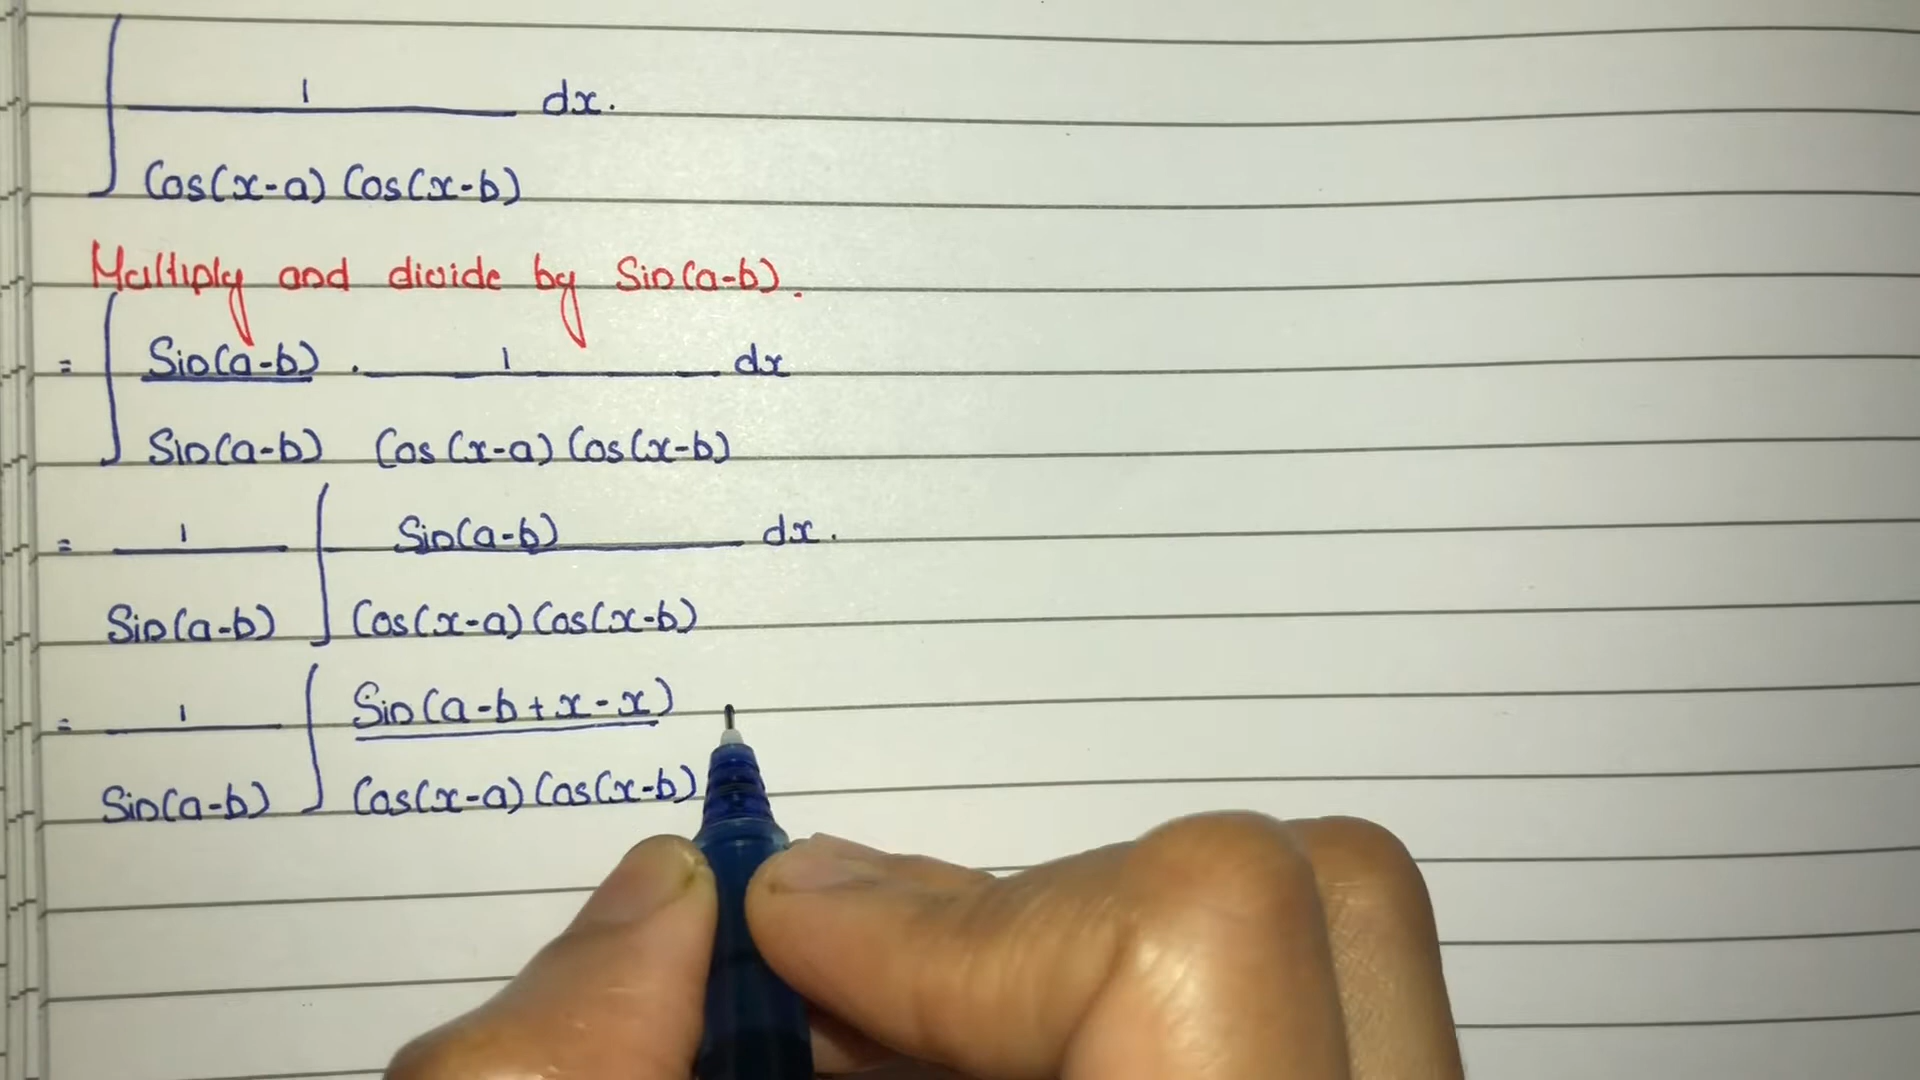 ∫ 1 / Cos(x-a) Cos(x-b) dx.
Multiply and divide by Sin(a-b).
= ∫ Sin(a-b) / Sin(a-b) . 1 / Cos(x-a) Cos(x-b) dx
= 1 / Sin(a-b) ∫ Sin(a-b) / Cos(x-a) Cos(x-b) dx.
= 1 / Sin(a-b) ∫ Sin(a-b+x-x) / Cos(x-a) Cos(x-b)